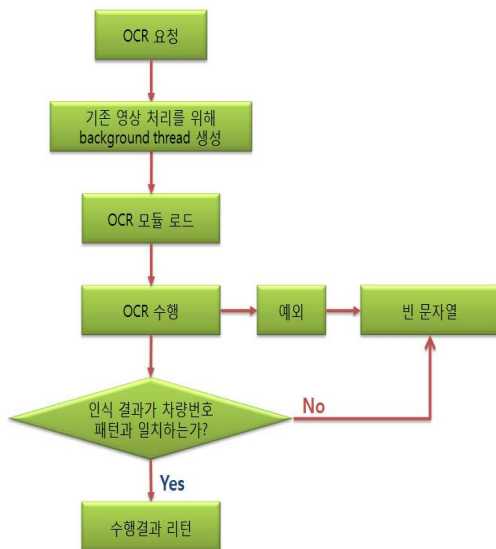 OCR 요청
기존 영상 처리를 위해
background thread 생성
OCR 모듈 로드
OCR 수행
예외
빈 문자열
인식 결과가 차량번호
패턴과 일치하는가?
No
Yes
수행결과 리턴